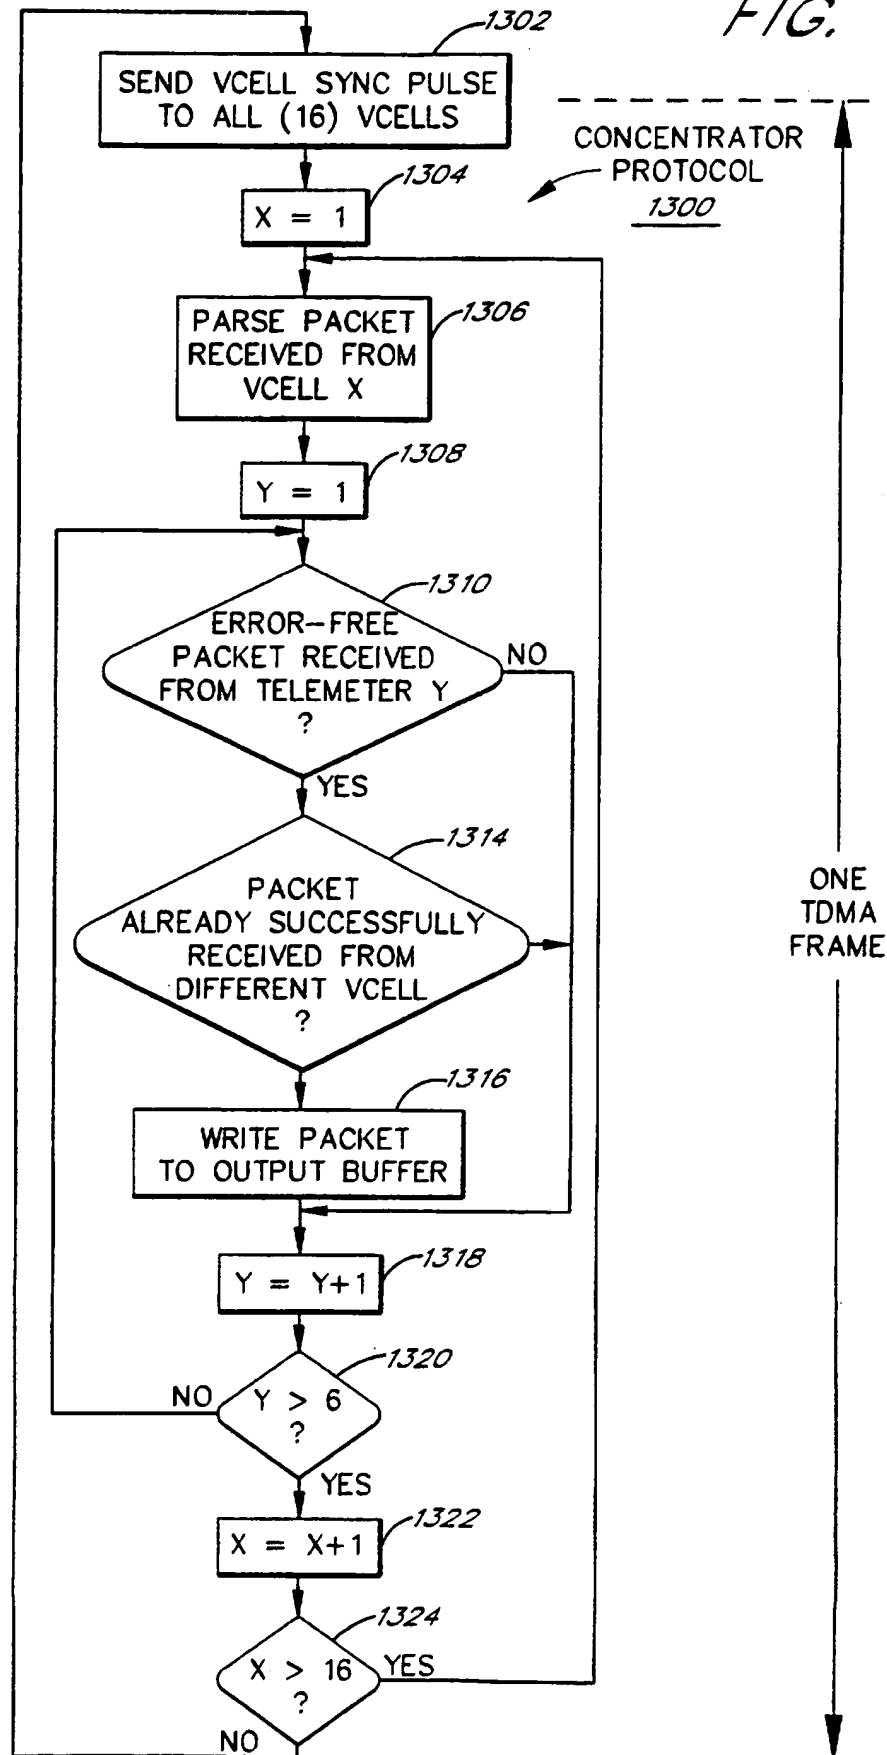 FIG.
1302
SEND VCELL SYNC PULSE
TO ALL (16) VCELLS
CONCENTRATOR
PROTOCOL
1300
1304
X = 1
1306
PARSE PACKET
RECEIVED FROM
VCELL X
1308
Y = 1
1310
ERROR-FREE
PACKET RECEIVED
FROM TELEMETER Y
?
NO
YES
1314
PACKET
ALREADY SUCCESSFULLY
RECEIVED FROM
DIFFERENT VCELL
?
ONE
TDMA
FRAME
1316
WRITE PACKET
TO OUTPUT BUFFER
1318
Y = Y+1
1320
Y > 6
?
NO
YES
1322
X = X+1
1324
X > 16
?
YES
NO